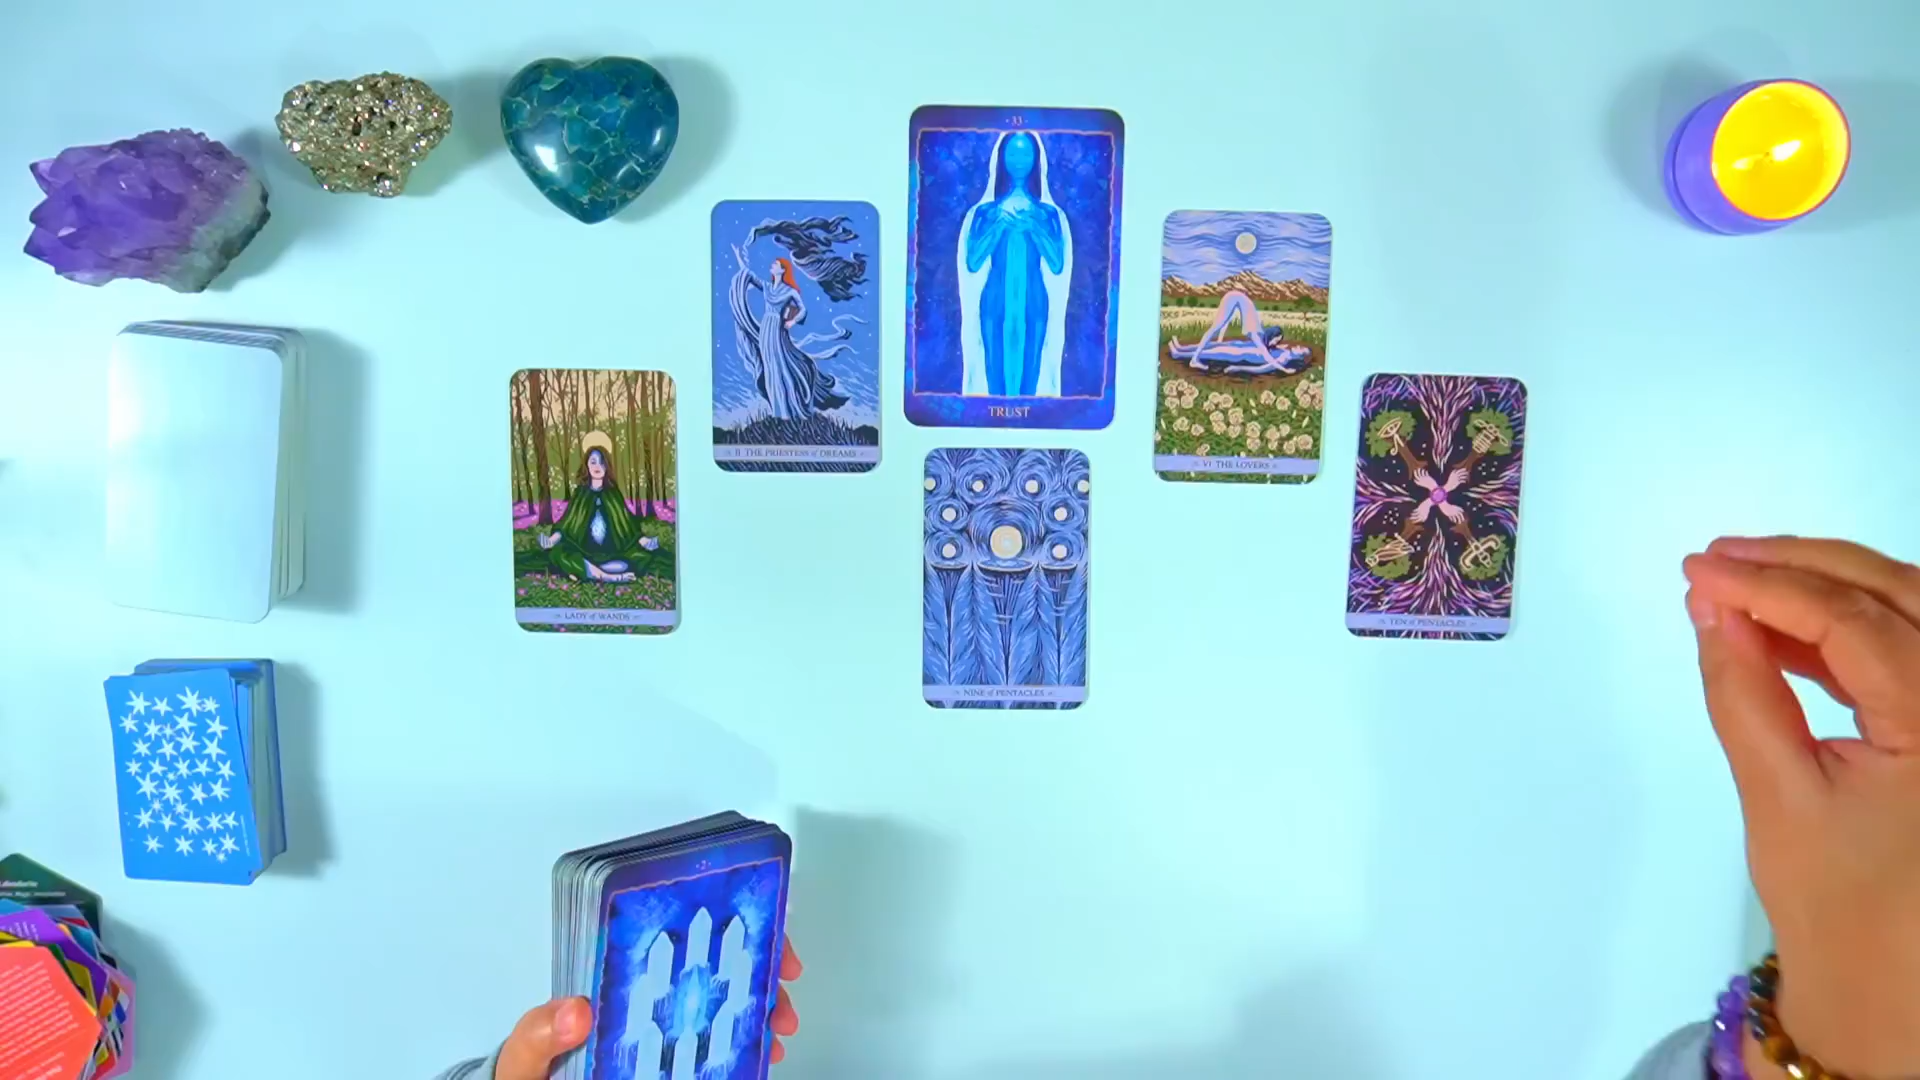 · 33 ·
TRUST
II THE PRIESTESS of DREAMS
VI THE LOVERS
LADY of WANDS
TEN of PENTACLES
NINE of PENTACLES
· 2 ·